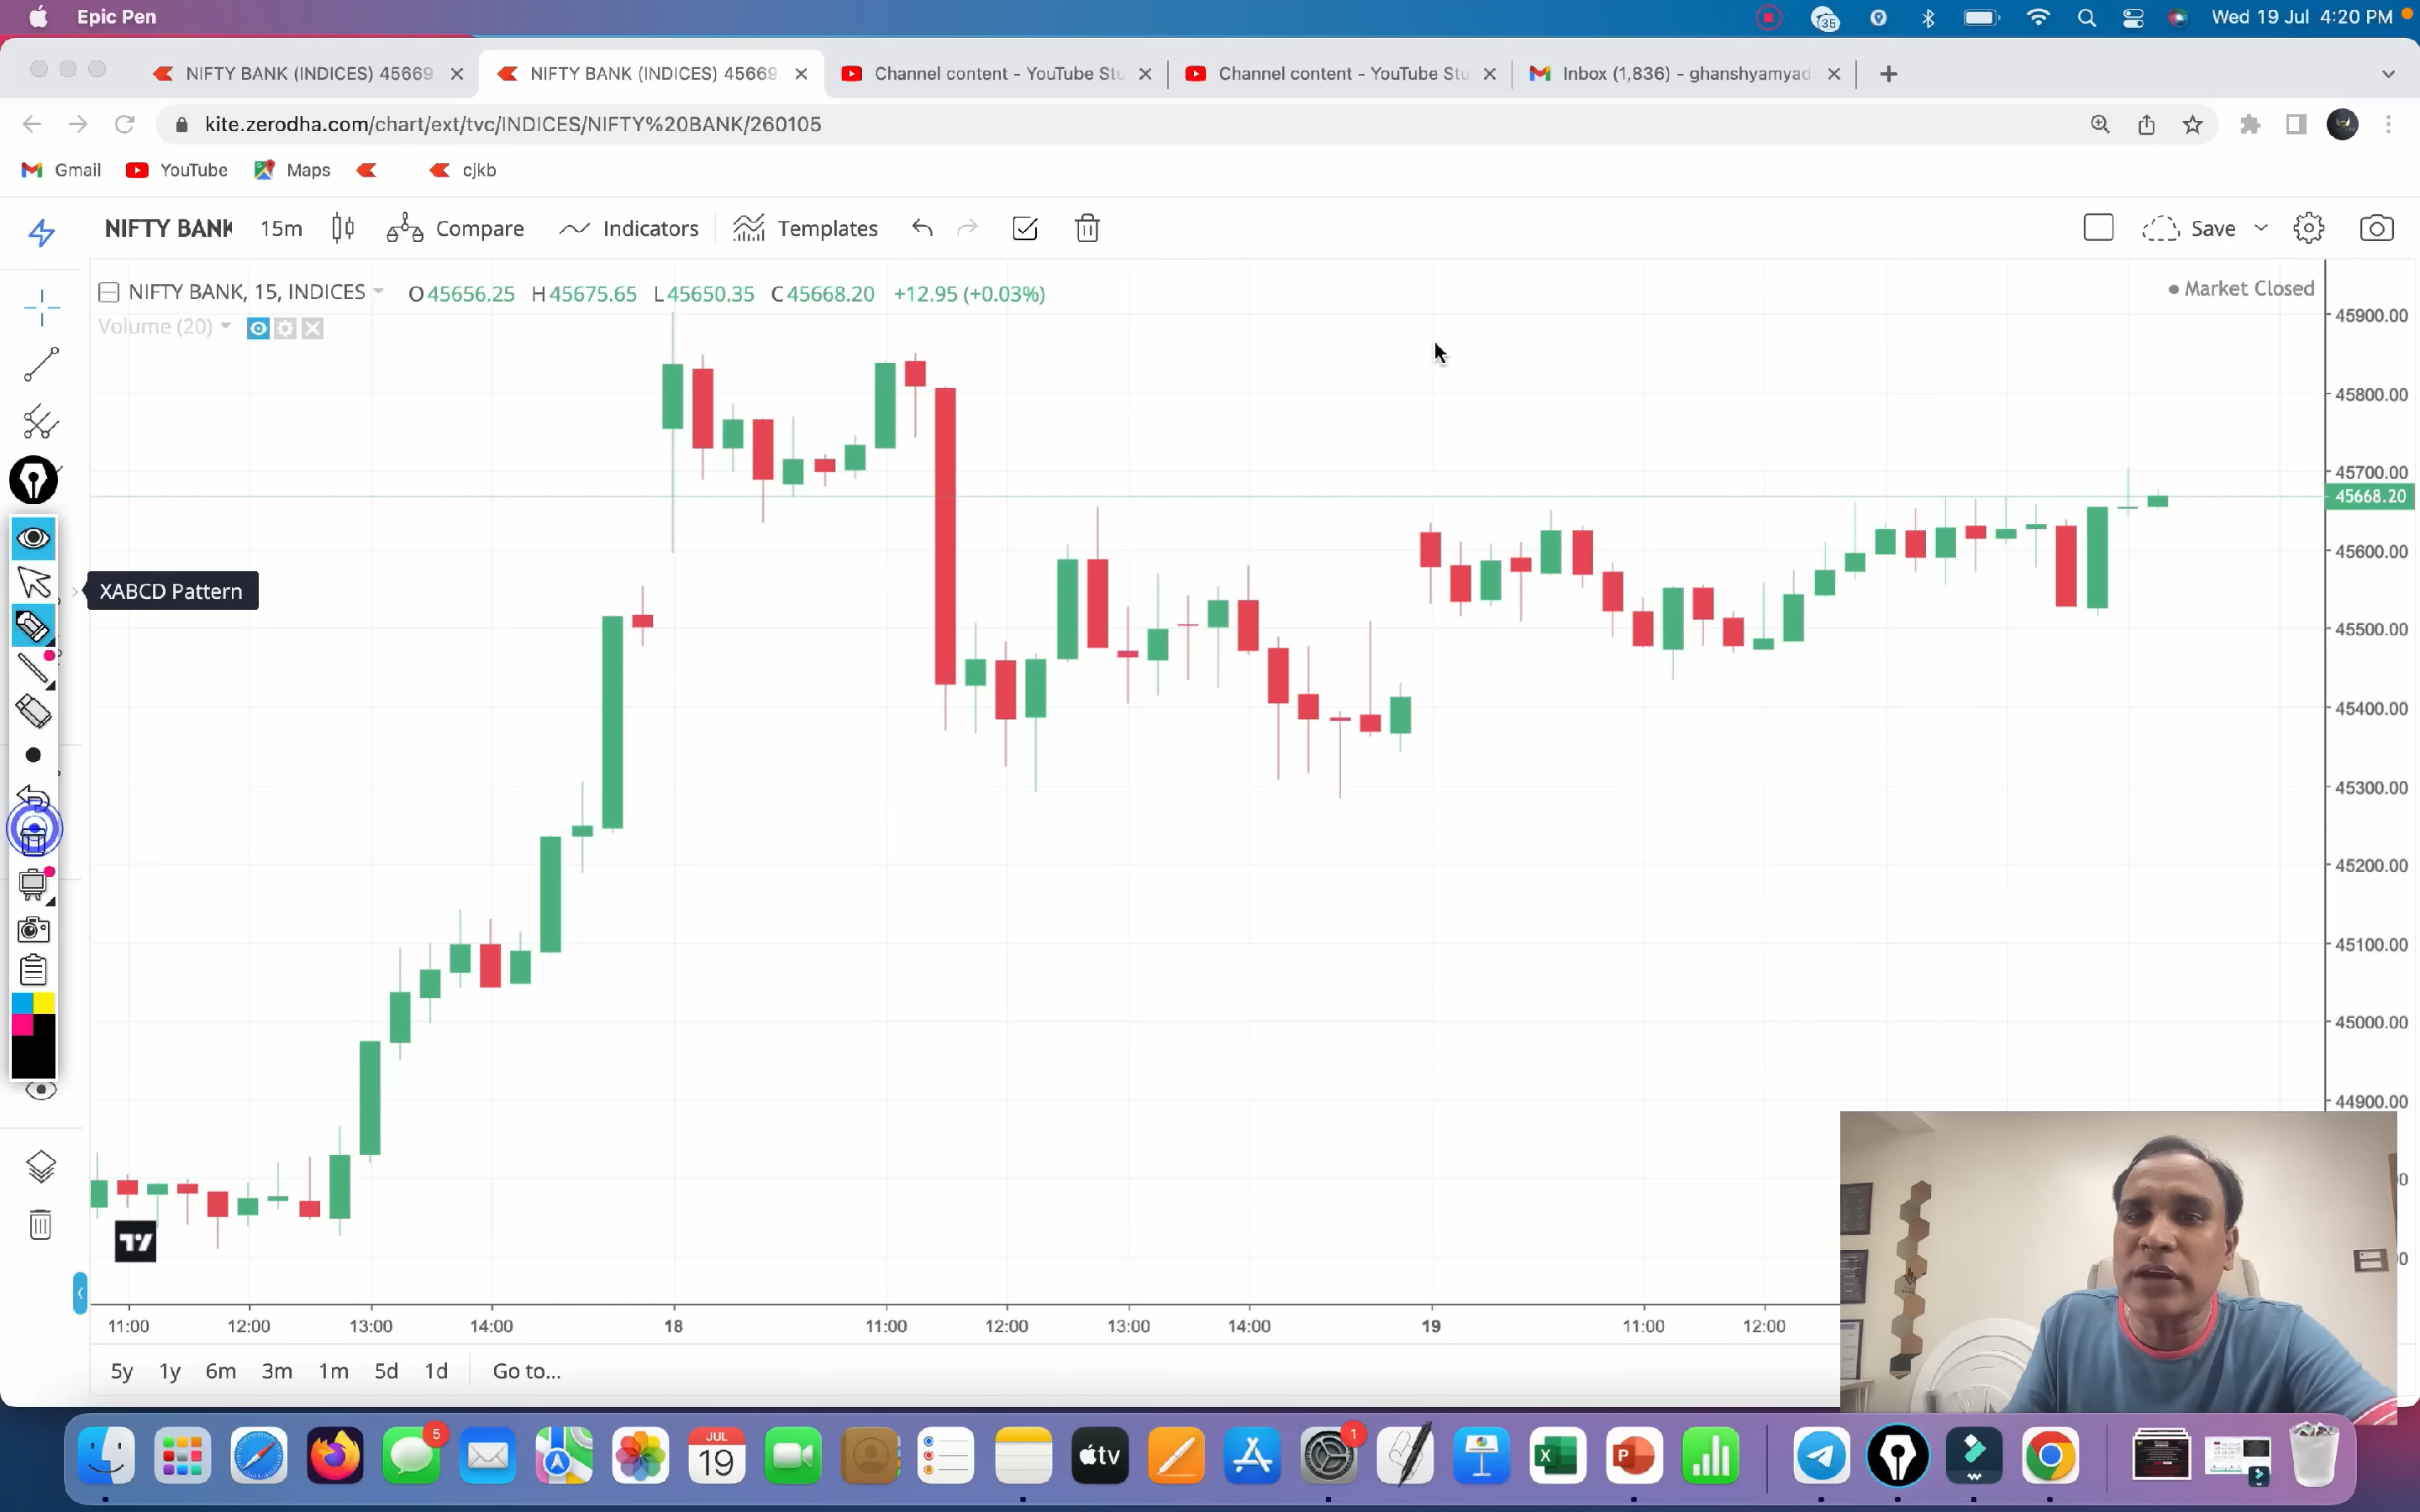 Epic Pen
35
Wed 19 Jul 4:20 PM
NIFTY BANK (INDICES) 45669
NIFTY BANK (INDICES) 45669.
Channel content - YouTube Stu
Channel content - YouTube Stu
Inbox (1,836) - ghanshyamyad
kite.zerodha.com/chart/ext/tvc/INDICES/NIFTY%20BANK/260105
Gmail
YouTube
Maps
cjkb
NIFTY BANK
15m
Compare
Indicators
Templates
Save
NIFTY BANK, 15, INDICES
O45656.25 H45675.65 L45650.35 C45668.20 +12.95 (+0.03%)
Market Closed
Volume (20)
XABCD Pattern
45900.00
45800.00
45700.00
45668.20
45600.00
45500.00
45400.00
45300.00
45200.00
45100.00
45000.00
44900.00
11:00
12:00
13:00
14:00
18
11:00
12:00
13:00
14:00
19
11:00
12:00
5y 1y 6m 3m 1m 5d 1d Go to...
5
JUL
19
tv
1
X
P